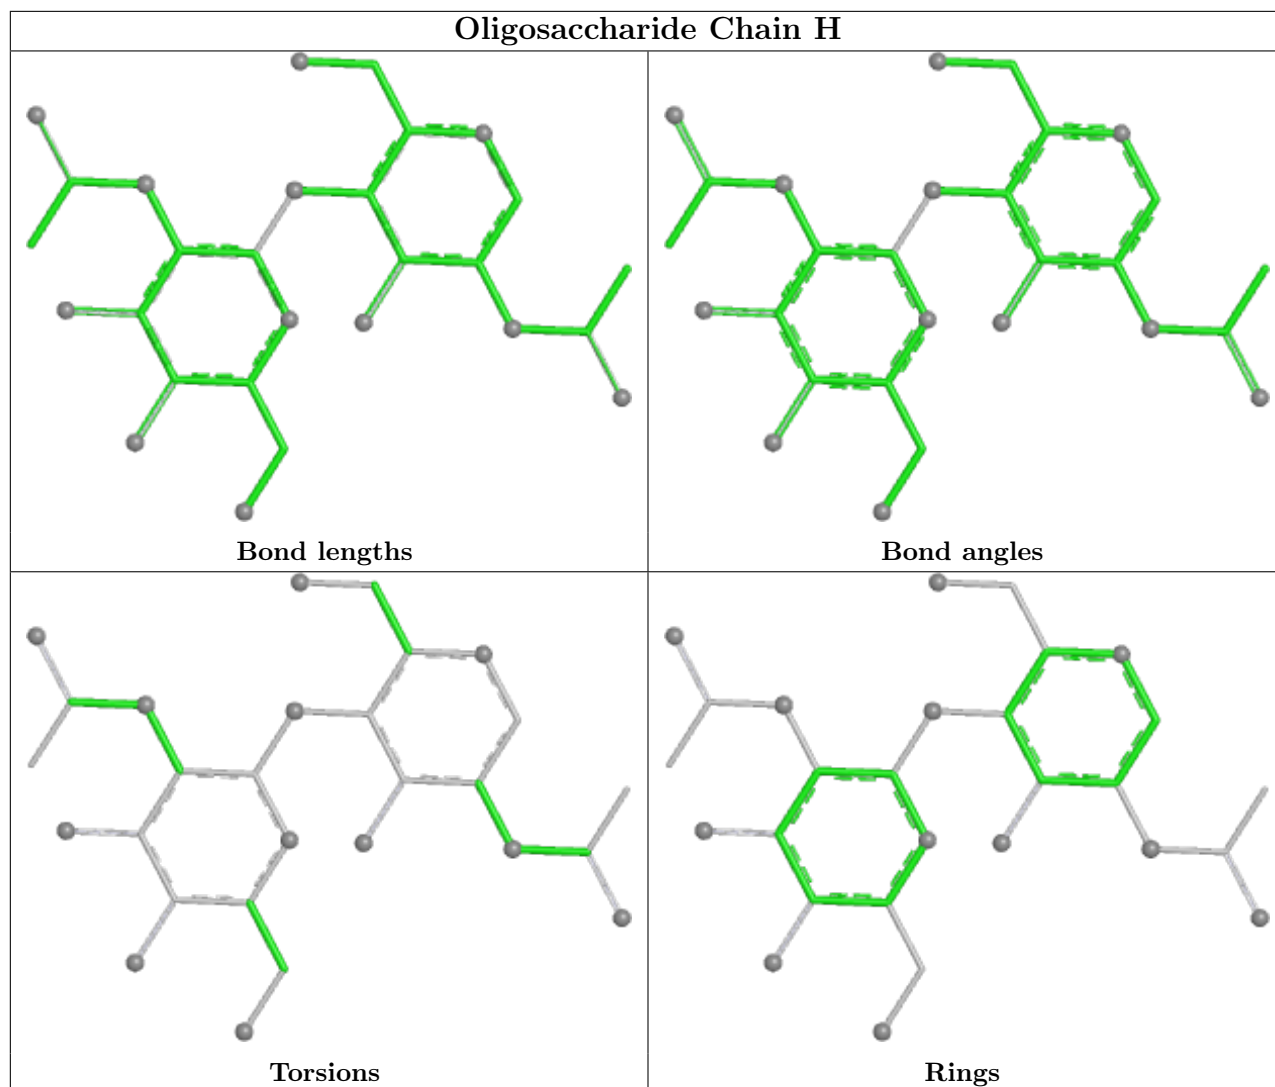 Oligosaccharide Chain H
Bond lengths
Bond angles
Torsions
Rings